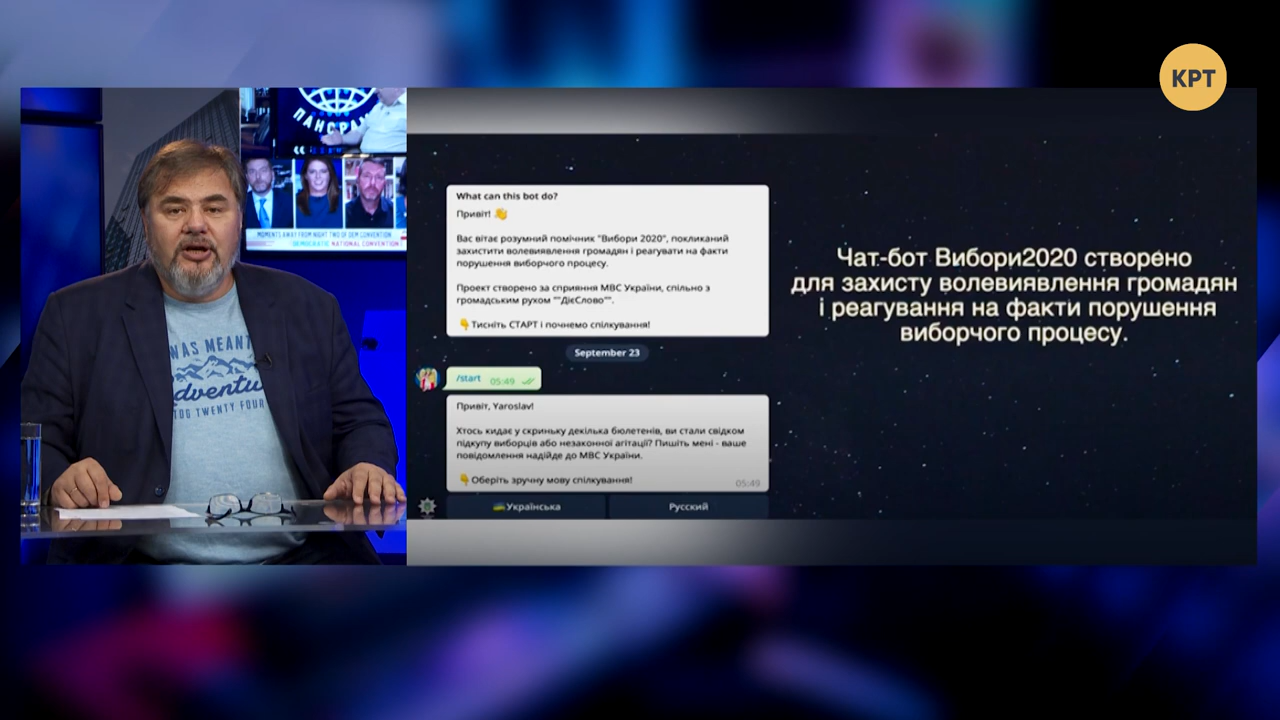 КРТ
ПАНОРАМ
MOMENTS AWAY FROM NIGHT TWO OF DEM CONVENTION
DEMOCRATIC NATIONAL CONVENTION
WAS MEANT
Adventu
TOG TWENTY FOUR
What can this bot do?
Привіт! 👋
Вас вітає розумний помічник "Вибори 2020", покликаний
захистити волевиявлення громадян і реагувати на факти
порушення виборчого процесу.
Проект створено за сприяння МВС України, спільно з
громадським рухом ""ДієСлово"".
👇Тисніть СТАРТ і почнемо спілкування!
September 23
/start 05:49
Привіт, Yaroslav!
Хтось кидає у скриньку декілька бюлетенів, ви стали свідком
підкупу виборців або незаконної агітації? Пишіть мені - ваше
повідомлення надійде до МВС України.
👇Оберіть зручну мову спілкування!
05:49
Українська
Русский
Чат-бот Вибори2020 створено
для захисту волевиявлення громадян
і реагування на факти порушення
виборчого процесу.